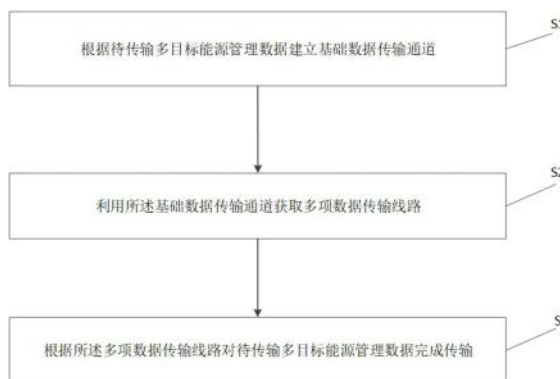 S1
根据待传输多目标能源管理数据建立基础数据传输通道
S2
利用所述基础数据传输通道获取多项数据传输线路
S
根据所述多项数据传输线路对待传输多目标能源管理数据完成传输